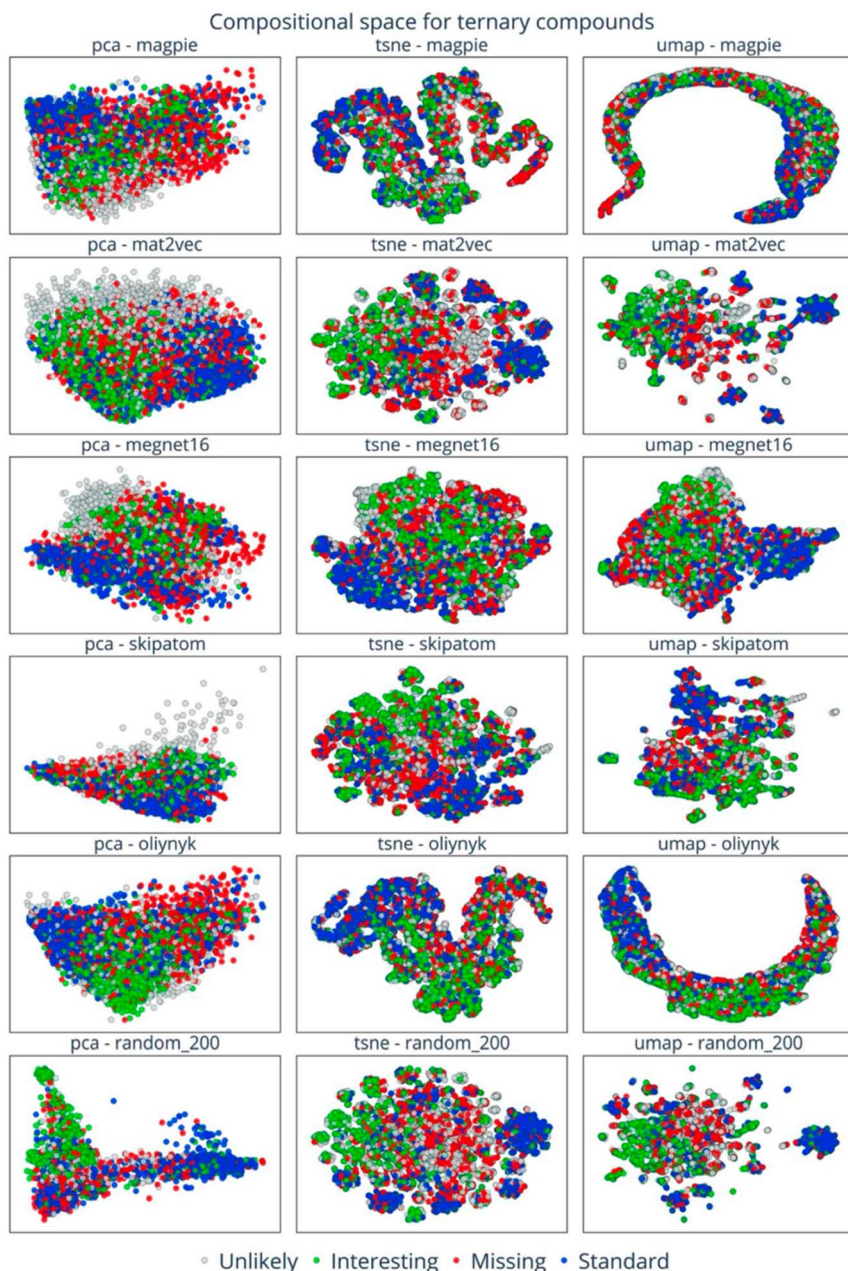 Compositional space for ternary compounds
pca - magpie tsne - magpie umap - magpie
pca - mat2vec tsne - mat2vec umap - mat2vec
pca - megnet16 tsne - megnet16 umap - megnet16
pca - skipatom tsne - skipatom umap - skipatom
pca - oliynyk tsne - oliynyk umap - oliynyk
pca - random_200 tsne - random_200 umap - random_200
Unlikely Interesting Missing Standard